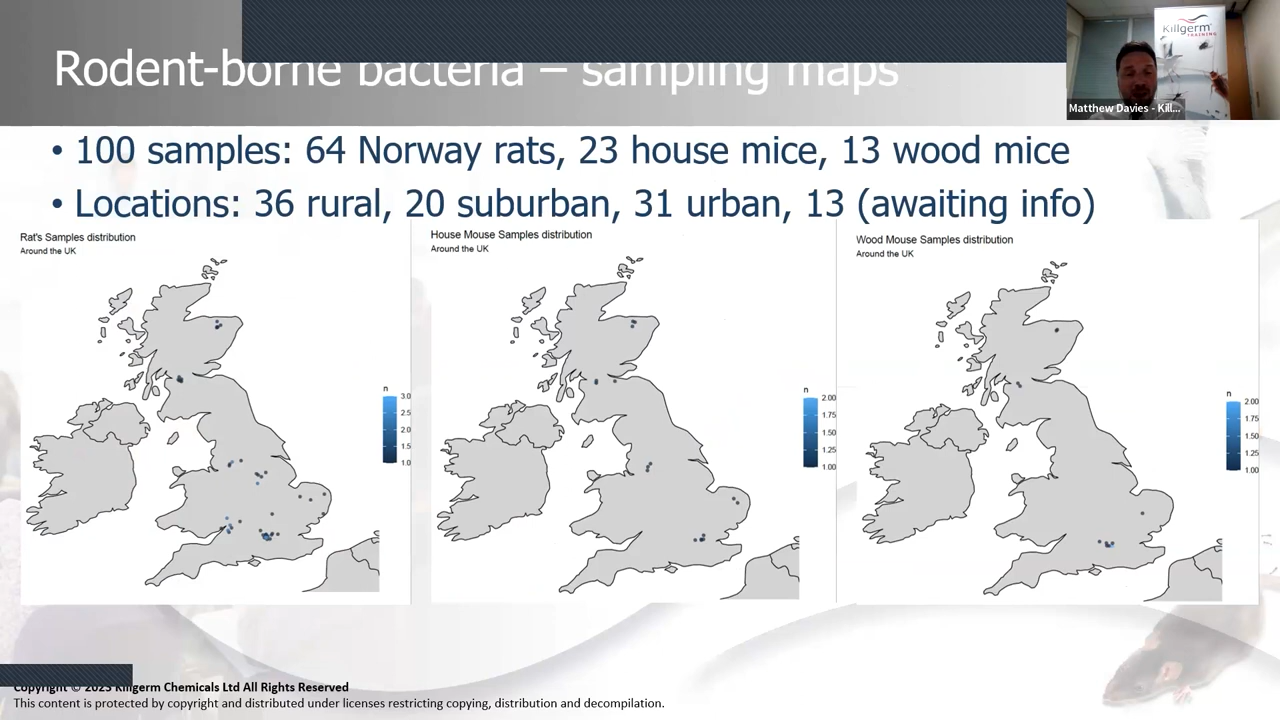 Rodent-borne bacteria – sampling maps
Killgerm
TRAINING
Matthew Davies - Kill...
• 100 samples: 64 Norway rats, 23 house mice, 13 wood mice
• Locations: 36 rural, 20 suburban, 31 urban, 13 (awaiting info)
Rat's Samples distribution
Around the UK
n
3.0
2.5
2.0
1.5
1.0
House Mouse Samples distribution
Around the UK
n
2.00
1.75
1.50
1.25
1.00
Wood Mouse Samples distribution
Around the UK
n
2.00
1.75
1.50
1.25
1.00
Copyright © 2023 Killgerm Chemicals Ltd All Rights Reserved
This content is protected by copyright and distributed under licenses restricting copying, distribution and decompilation.